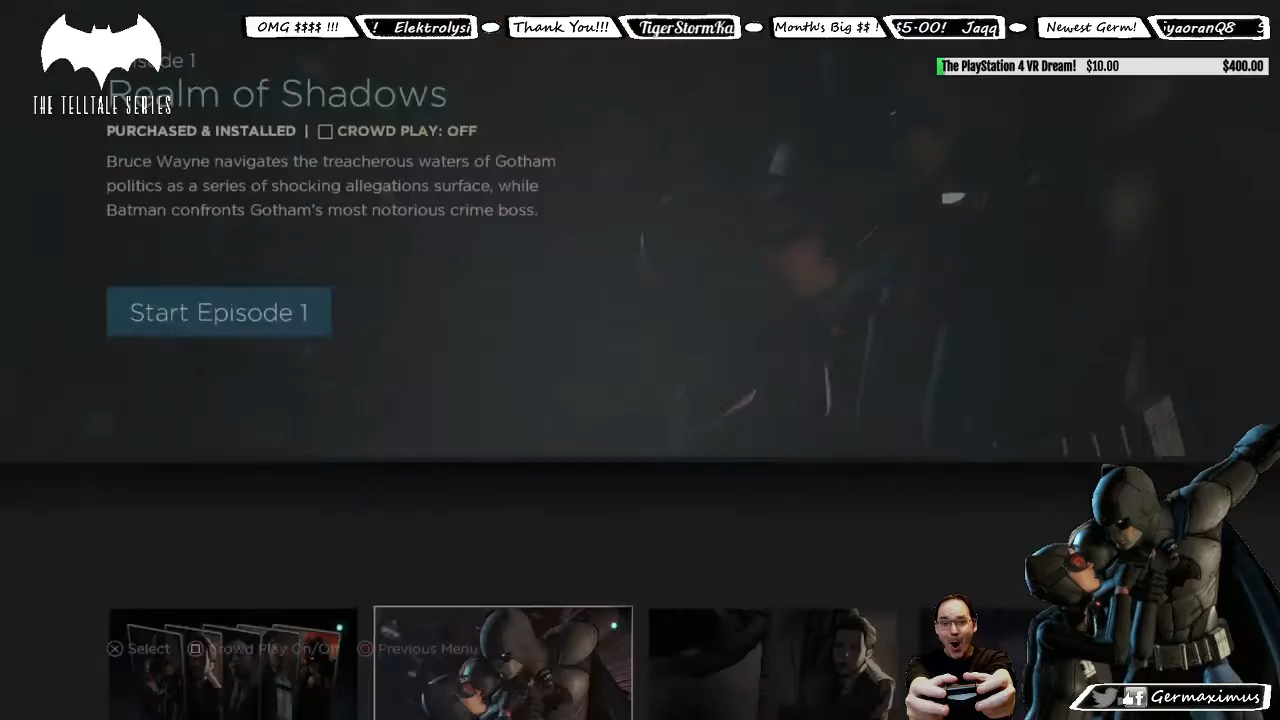 OMG $$$$ !!!
! Elektrolysi
Thank You!!!
TigerStormKa
Month's Big $$ !
$5.00! Jaqq
Newest Germ!
iyaoranQ8
The PlayStation 4 VR Dream! $10.00 $400.00
THE TELLTALE SERIES
isode 1
Realm of Shadows
PURCHASED & INSTALLED | CROWD PLAY: OFF
Bruce Wayne navigates the treacherous waters of Gotham
politics as a series of shocking allegations surface, while
Batman confronts Gotham's most notorious crime boss.
Start Episode 1
Select
Crowd Play On/Off
Previous Menu
Germaximus